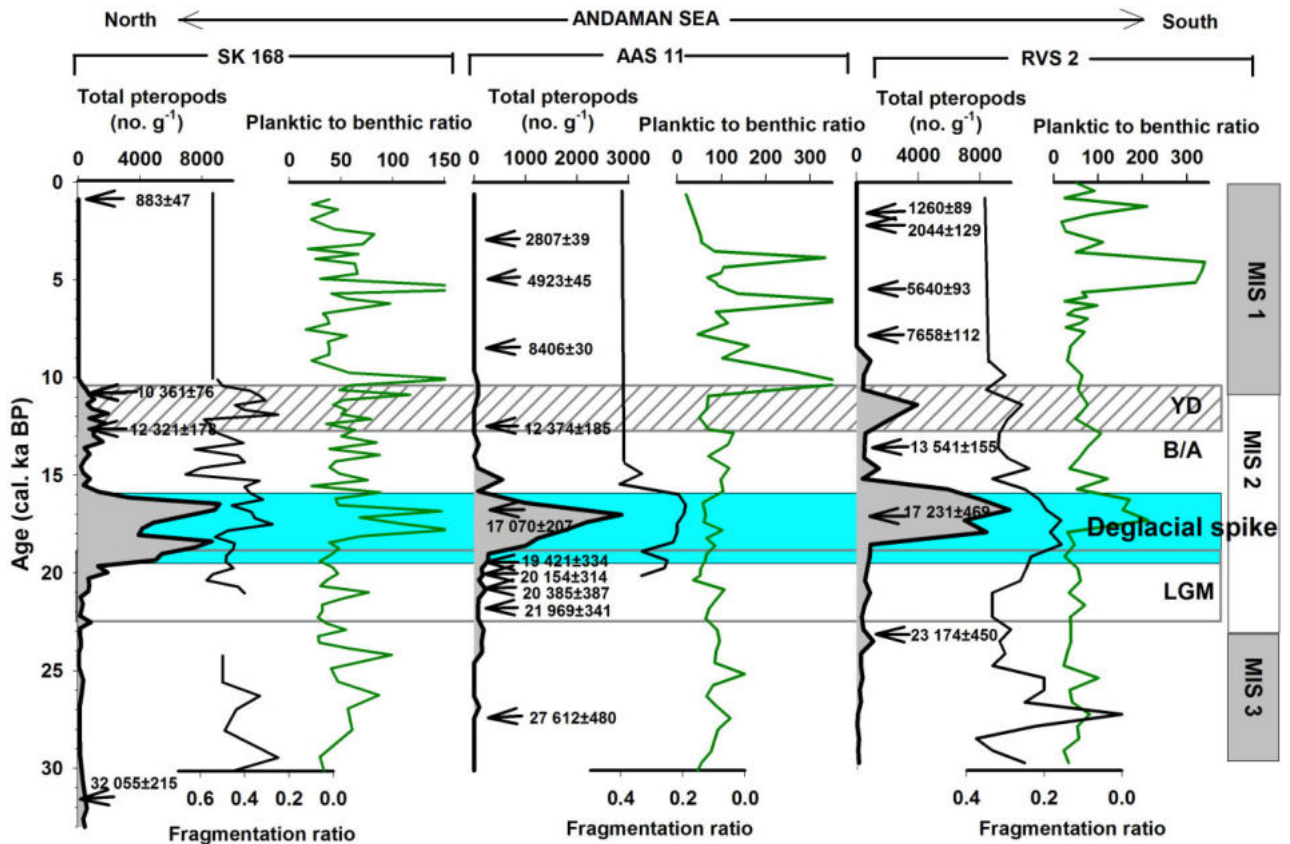 North
ANDAMAN SEA
South
SK 168
AAS 11
RVS 2
Total pteropods
(no. g⁻¹)
Planktic to benthic ratio
Total pteropods
(no. g⁻¹)
Planktic to benthic ratio
Total pteropods
(no. g⁻¹)
Planktic to benthic ratio
0 4000 8000
0 50 100 150
0 1000 2000 3000
0 100 200 300
0 4000 8000
0 100 200 300
Age (cal. ka BP)
0
5
10
15
20
25
30
883±47
10 361±76
12 321±178
32 055±215
2807±39
4923±45
8406±30
12 374±185
17 070±207
19 421±334
20 154±314
20 385±387
21 969±341
27 612±480
1260±89
2044±129
5640±93
7658±112
13 541±155
17 231±469
23 174±450
YD
B/A
Deglacial spike
LGM
MIS 1
MIS 2
MIS 3
0.6 0.4 0.2 0.0
Fragmentation ratio
0.4 0.2 0.0
Fragmentation ratio
0.4 0.2 0.0
Fragmentation ratio